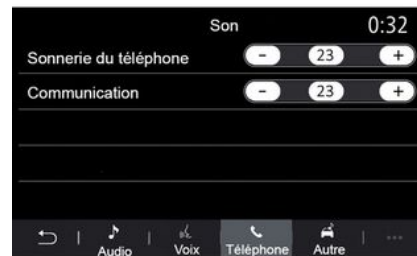 Son 0:32
Sonnerie du téléphone - 23 +
Communication - 23 +
Audio Voix Téléphone Autre